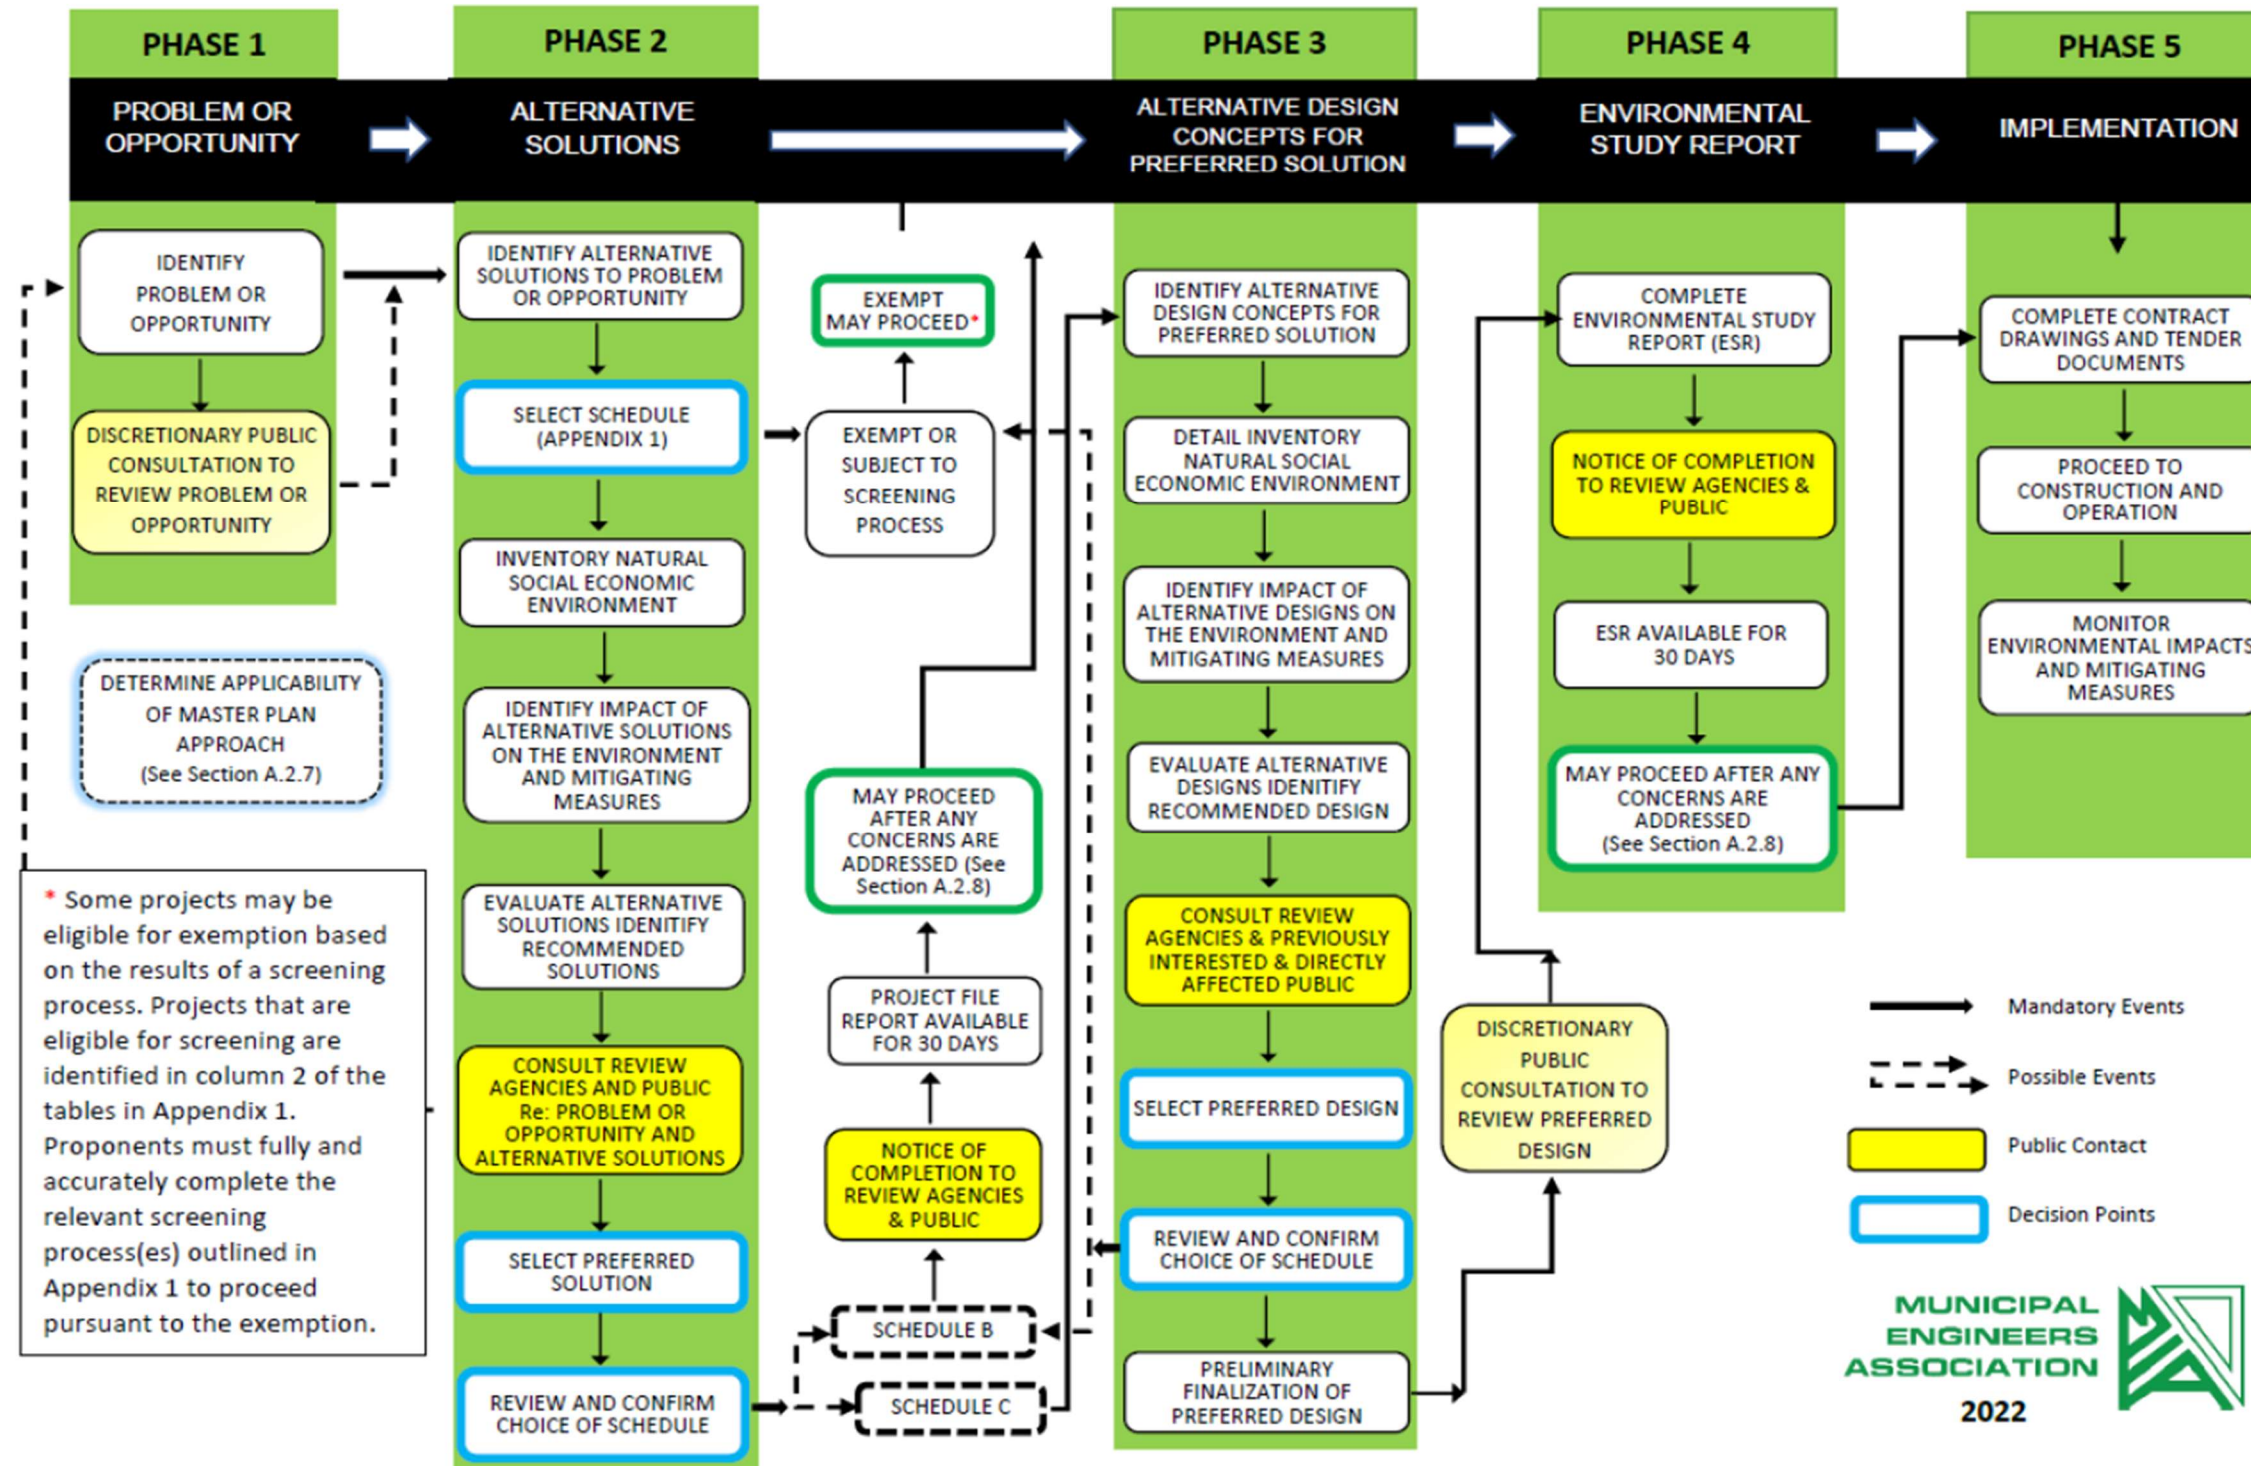 PHASE 1
PROBLEM OR
OPPORTUNITY
IDENTIFY
PROBLEM OR
OPPORTUNITY
DISCRETIONARY PUBLIC
CONSULTATION TO
REVIEW PROBLEM OR
OPPORTUNITY
DETERMINE APPLICABILITY
OF MASTER PLAN
APPROACH
(See Section A.2.7)
* Some projects may be
eligible for exemption based
on the results of a screening
process. Projects that are
eligible for screening are
identified in column 2 of the
tables in Appendix 1.
Proponents must fully and
accurately complete the
relevant screening
process(es) outlined in
Appendix 1 to proceed
pursuant to the exemption.
PHASE 2
ALTERNATIVE
SOLUTIONS
IDENTIFY ALTERNATIVE
SOLUTIONS TO PROBLEM
OR OPPORTUNITY
SELECT SCHEDULE
(APPENDIX 1)
INVENTORY NATURAL
SOCIAL ECONOMIC
ENVIRONMENT
IDENTIFY IMPACT OF
ALTERNATIVE SOLUTIONS
ON THE ENVIRONMENT
AND MITIGATING
MEASURES
EVALUATE ALTERNATIVE
SOLUTIONS IDENTIFY
RECOMMENDED
SOLUTIONS
CONSULT REVIEW
AGENCIES AND PUBLIC
Re: PROBLEM OR
OPPORTUNITY AND
ALTERNATIVE SOLUTIONS
SELECT PREFERRED
SOLUTION
REVIEW AND CONFIRM
CHOICE OF SCHEDULE
EXEMPT
MAY PROCEED*
EXEMPT OR
SUBJECT TO
SCREENING
PROCESS
MAY PROCEED
AFTER ANY
CONCERNS ARE
ADDRESSED (See
Section A.2.8)
PROJECT FILE
REPORT AVAILABLE
FOR 30 DAYS
NOTICE OF
COMPLETION TO
REVIEW AGENCIES
& PUBLIC
SCHEDULE B
SCHEDULE C
PHASE 3
ALTERNATIVE DESIGN
CONCEPTS FOR
PREFERRED SOLUTION
IDENTIFY ALTERNATIVE
DESIGN CONCEPTS FOR
PREFERRED SOLUTION
DETAIL INVENTORY
NATURAL SOCIAL
ECONOMIC ENVIRONMENT
IDENTIFY IMPACT OF
ALTERNATIVE DESIGNS ON
THE ENVIRONMENT AND
MITIGATING MEASURES
EVALUATE ALTERNATIVE
DESIGNS IDENITIFY
RECOMMENDED DESIGN
CONSULT REVIEW
AGENCIES & PREVIOUSLY
INTERESTED & DIRECTLY
AFFECTED PUBLIC
SELECT PREFERRED DESIGN
REVIEW AND CONFIRM
CHOICE OF SCHEDULE
PRELIMINARY
FINALIZATION OF
PREFERRED DESIGN
DISCRETIONARY
PUBLIC
CONSULTATION TO
REVIEW PREFERRED
DESIGN
PHASE 4
ENVIRONMENTAL
STUDY REPORT
COMPLETE
ENVIRONMENTAL STUDY
REPORT (ESR)
NOTICE OF COMPLETION
TO REVIEW AGENCIES &
PUBLIC
ESR AVAILABLE FOR
30 DAYS
MAY PROCEED AFTER ANY
CONCERNS ARE
ADDRESSED
(See Section A.2.8)
PHASE 5
IMPLEMENTATION
COMPLETE CONTRACT
DRAWINGS AND TENDER
DOCUMENTS
PROCEED TO
CONSTRUCTION AND
OPERATION
MONITOR
ENVIRONMENTAL IMPACTS
AND MITIGATING
MEASURES
Mandatory Events
Possible Events
Public Contact
Decision Points
MUNICIPAL
ENGINEERS
ASSOCIATION
MEA
2022